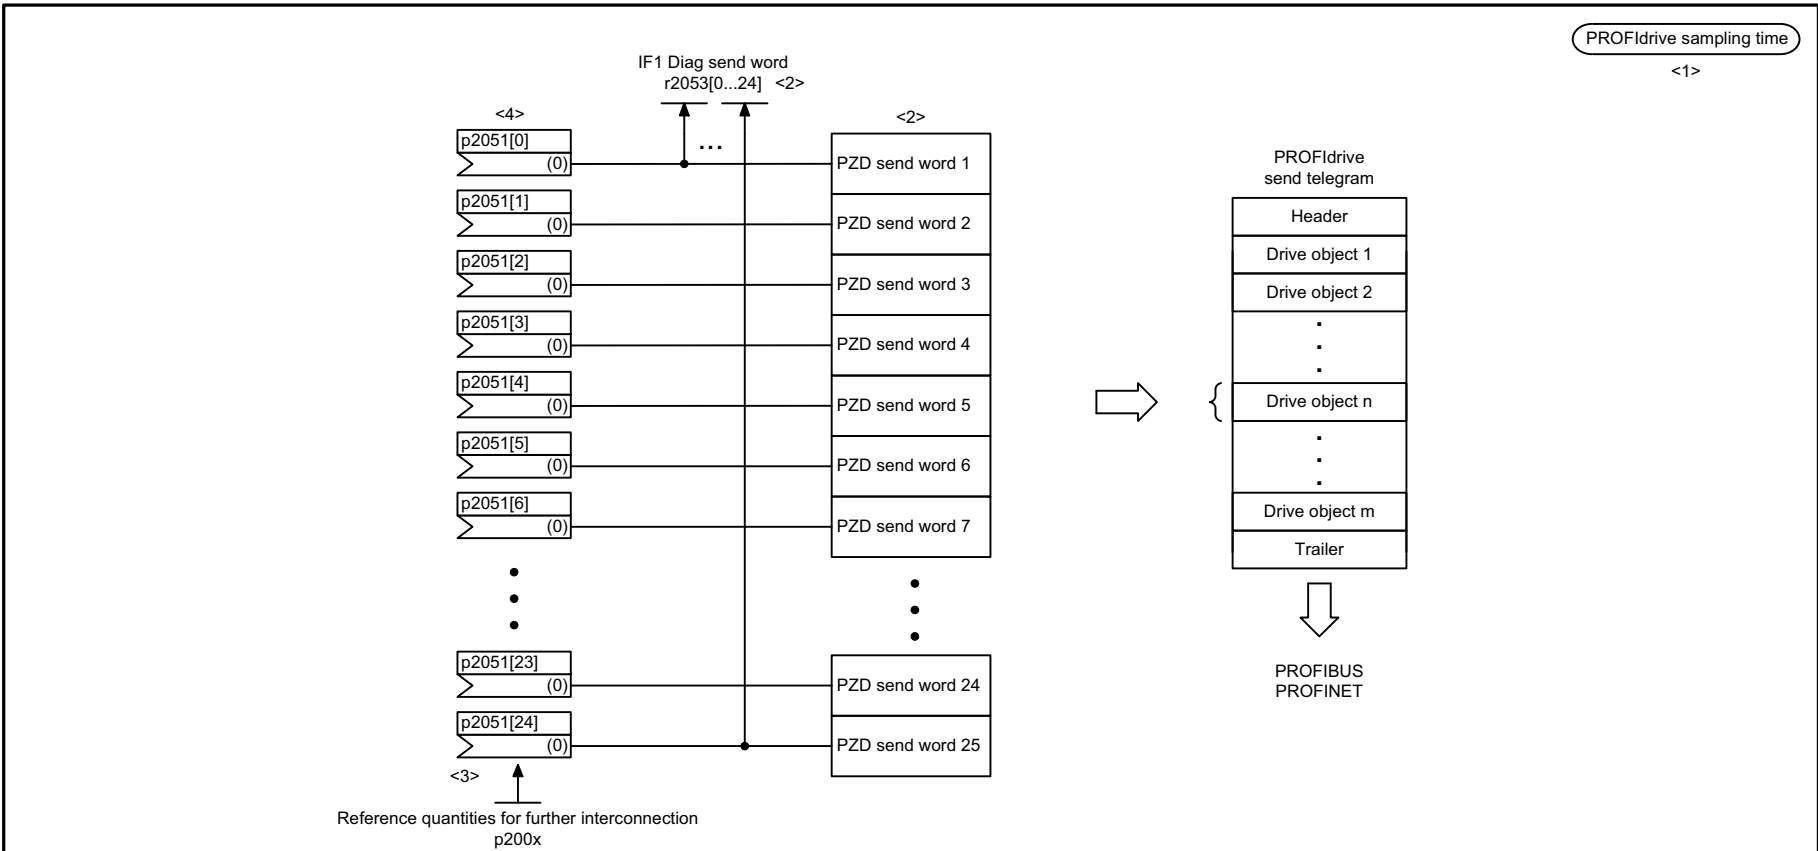 PROFIdrive sampling time
<1>
IF1 Diag send word
r2053[0...24] <2>
<4>
<2>
p2051[0]
(0)
...
PZD send word 1
p2051[1]
(0)
PZD send word 2
p2051[2]
(0)
PZD send word 3
p2051[3]
(0)
PZD send word 4
p2051[4]
(0)
PZD send word 5
p2051[5]
(0)
PZD send word 6
p2051[6]
(0)
PZD send word 7
p2051[23]
(0)
PZD send word 24
p2051[24]
(0)
PZD send word 25
<3>
Reference quantities for further interconnection
p200x
PROFIdrive
send telegram
Header
Drive object 1
Drive object 2
Drive object n
Drive object m
Trailer
PROFIBUS
PROFINET